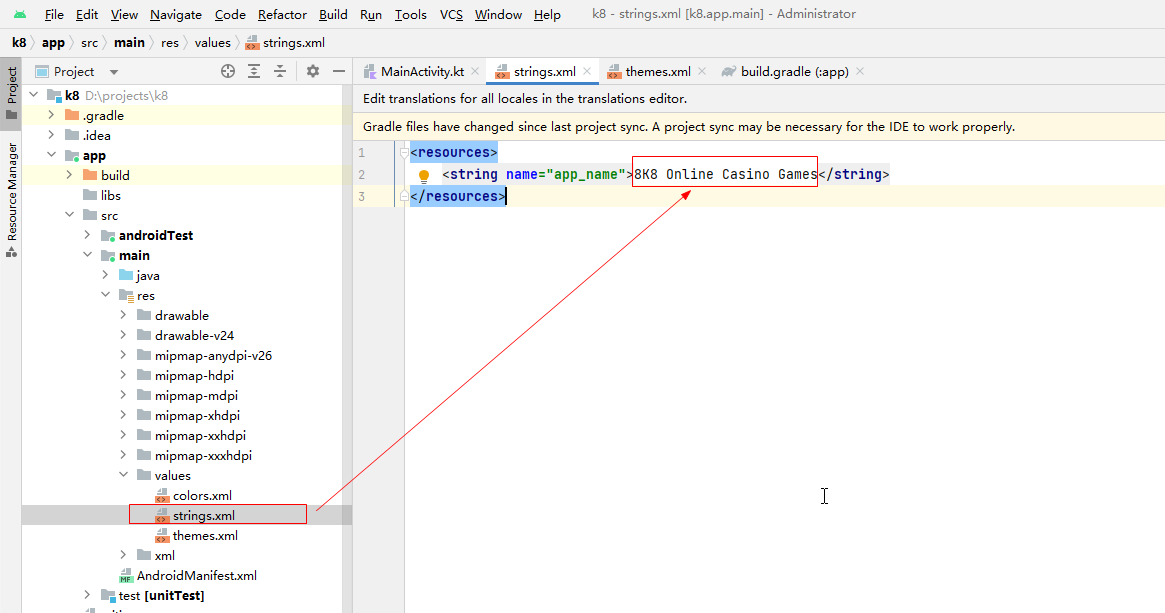 File Edit View Navigate Code Refactor Build Run Tools VCS Window Help k8 - strings.xml [k8.app.main] - Administrator
k8 app src main res values strings.xml
Project
Resource Manager
Project
k8 D:\projects\k8
.gradle
.idea
app
build
libs
src
androidTest
main
java
res
drawable
drawable-v24
mipmap-anydpi-v26
mipmap-hdpi
mipmap-mdpi
mipmap-xhdpi
mipmap-xxhdpi
mipmap-xxxhdpi
values
colors.xml
strings.xml
themes.xml
xml
AndroidManifest.xml
test [unitTest]
MainActivity.kt strings.xml themes.xml build.gradle (:app)
Edit translations for all locales in the translations editor.
Gradle files have changed since last project sync. A project sync may be necessary for the IDE to work properly.
1 <resources>
2 <string name="app_name">8K8 Online Casino Games</string>
3 </resources>